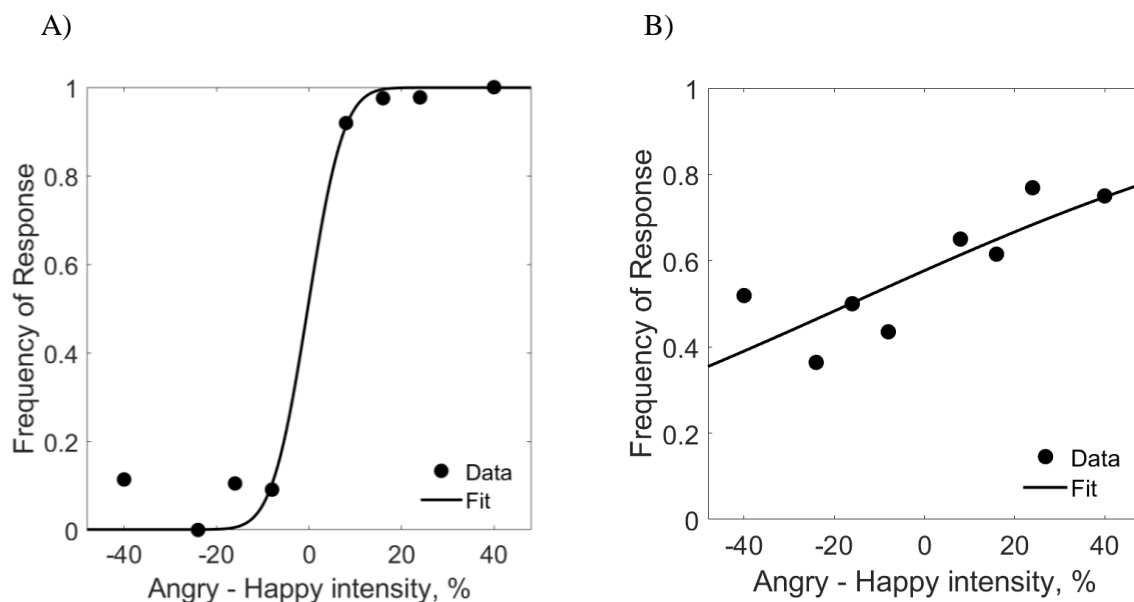 A)
1
0.8
0.6
0.4
0.2
0
Frequency of Response
-40 -20 0 20 40
Angry - Happy intensity, %
Data
Fit
B)
1
0.8
0.6
0.4
0.2
0
Frequency of Response
-40 -20 0 20 40
Angry - Happy intensity, %
Data
Fit